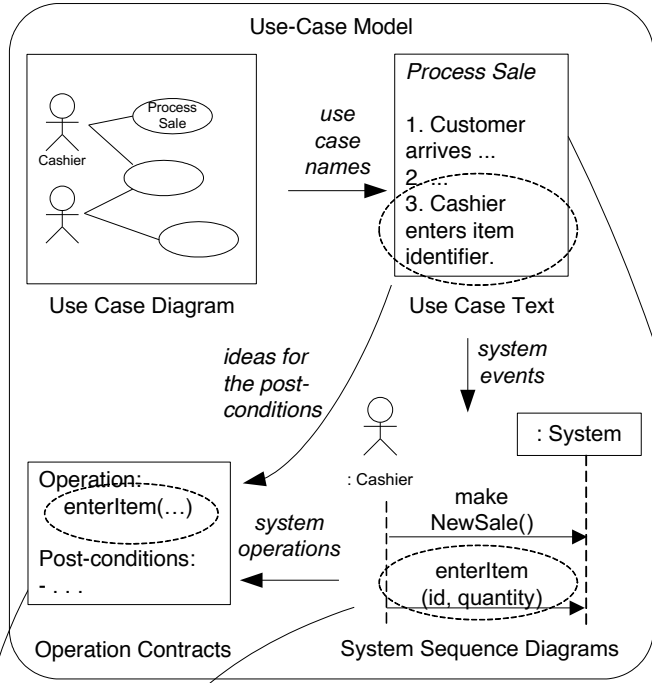 Use-Case Model
Process
Sale
Cashier
Use Case Diagram
use
case
names
Process Sale
1. Customer
arrives ...
2. ...
3. Cashier
enters item
identifier.
Use Case Text
ideas for
the post-
conditions
system
events
: Cashier
: System
make
NewSale()
enterItem
(id, quantity)
System Sequence Diagrams
system
operations
Operation:
enterItem(…)
Post-conditions:
- . . .
Operation Contracts